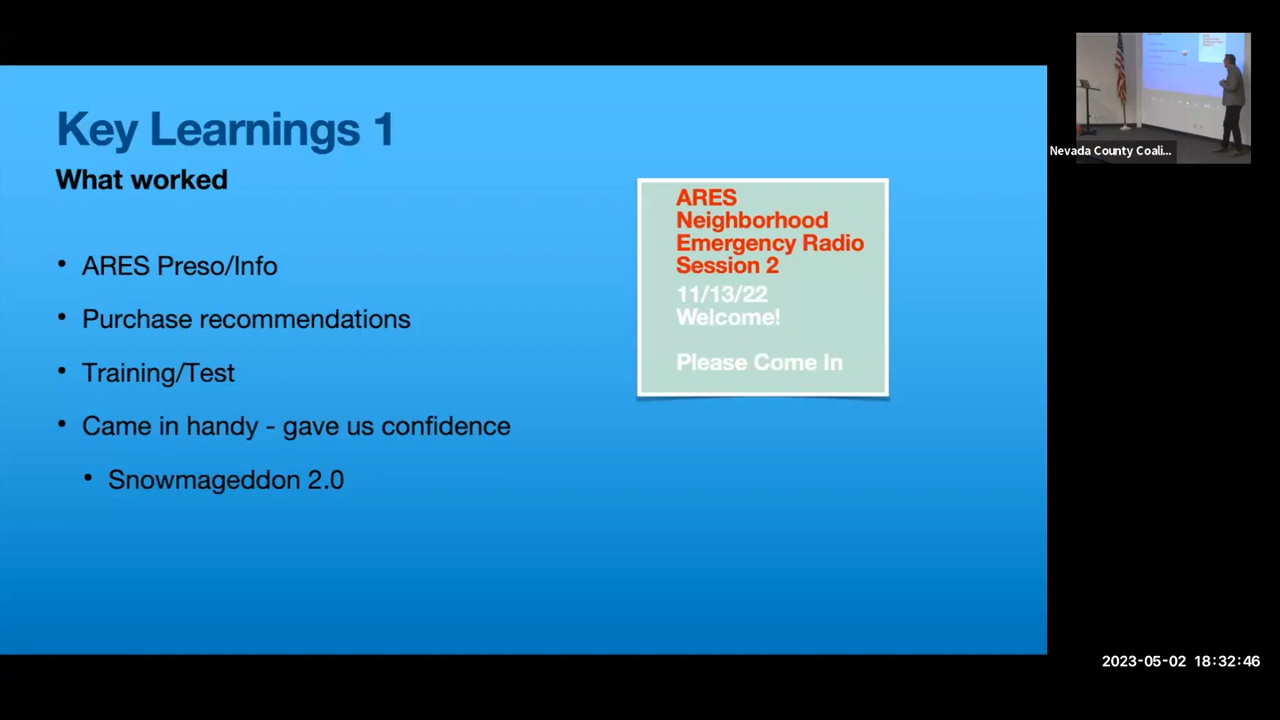 Key Learnings 1
What worked
• ARES Preso/Info
• Purchase recommendations
• Training/Test
• Came in handy - gave us confidence
• Snowmageddon 2.0
ARES
Neighborhood
Emergency Radio
Session 2
11/13/22
Welcome!
Please Come In
Nevada County Coali...
2023-05-02 18:32:46